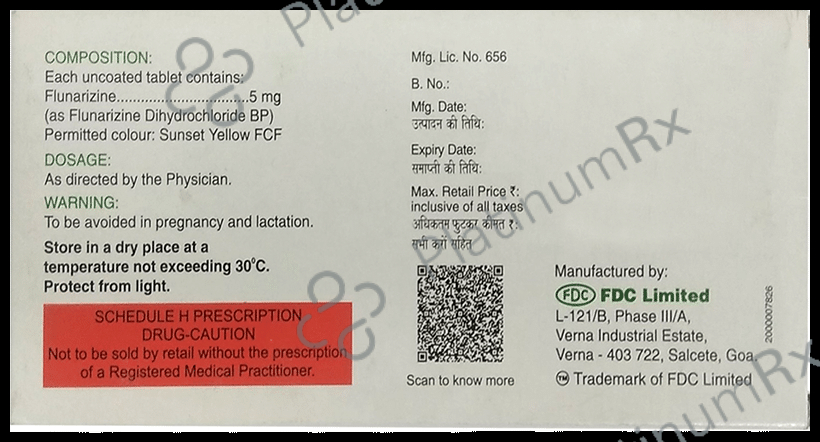 COMPOSITION:
Each uncoated tablet contains:
Flunarizine..................................5 mg
(as Flunarizine Dihydrochloride BP)
Permitted colour: Sunset Yellow FCF
DOSAGE:
As directed by the Physician.
WARNING:
To be avoided in pregnancy and lactation.
Store in a dry place at a
temperature not exceeding 30°C.
Protect from light.
SCHEDULE H PRESCRIPTION
DRUG-CAUTION
Not to be sold by retail without the prescription
of a Registered Medical Practitioner.
Mfg. Lic. No. 656
B. No.:
Mfg. Date:
उत्पादन की तिथि:
Expiry Date:
समाप्ती की तिथि:
Max. Retail Price ₹:
inclusive of all taxes
अधिकतम फुटकर कीमत ₹:
सभी करों सहित
Scan to know more
Manufactured by:
FDC FDC Limited
L-121/B, Phase III/A,
Verna Industrial Estate,
Verna - 403 722, Salcete, Goa.
TM Trademark of FDC Limited
2000007826
PlatinumRx
PlatinumRx
PlatinumRx